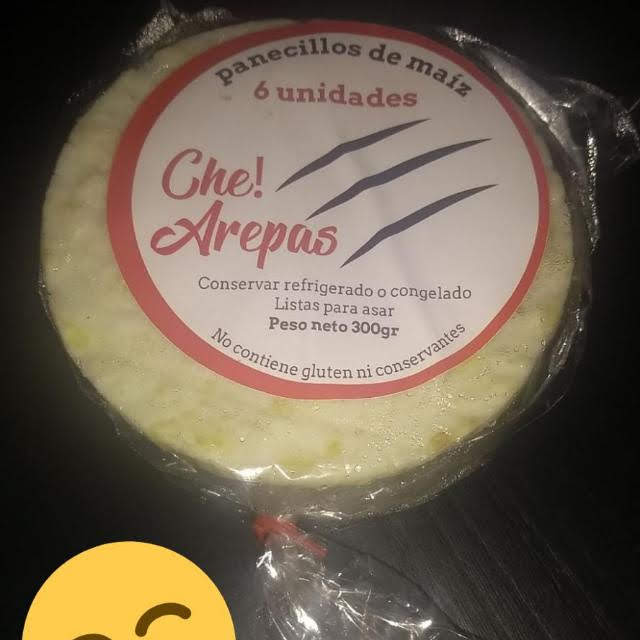 panecillos de maíz
6 unidades
Che!
Arepas
Conservar refrigerado o congelado
Listas para asar
Peso neto 300gr
No contiene gluten ni conservantes